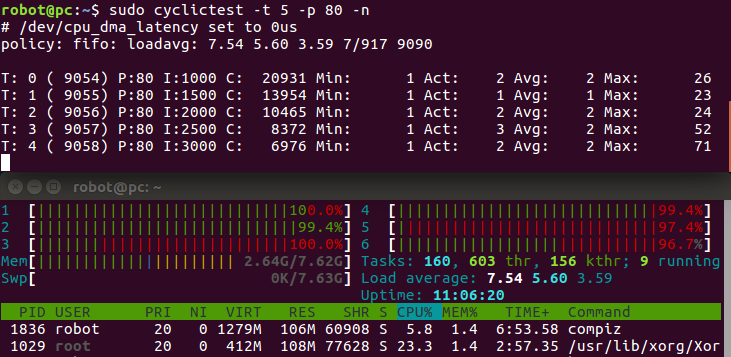 robot@pc:~$ sudo cyclictest -t 5 -p 80 -n
# /dev/cpu_dma_latency set to 0us
policy: fifo: loadavg: 7.54 5.60 3.59 7/917 9090
T: 0 ( 9054) P:80 I:1000 C:  20931 Min:      1 Act:    2 Avg:    2 Max:      26
T: 1 ( 9055) P:80 I:1500 C:  13954 Min:      1 Act:    1 Avg:    1 Max:      23
T: 2 ( 9056) P:80 I:2000 C:  10465 Min:      1 Act:    2 Avg:    2 Max:      24
T: 3 ( 9057) P:80 I:2500 C:   8372 Min:      1 Act:    3 Avg:    2 Max:      52
T: 4 ( 9058) P:80 I:3000 C:   6976 Min:      1 Act:    2 Avg:    2 Max:      71
robot@pc: ~
1 [||||||||||||||||||||||||||||100.0%] 4 [|||||||||||||||||||||||||||||99.4%]
2 [|||||||||||||||||||||||||||||99.4%] 5 [|||||||||||||||||||||||||||||97.4%]
3 [||||||||||||||||||||||||||||100.0%] 6 [|||||||||||||||||||||||||||||96.7%]
Mem[||||||||||||||||||||||| 2.64G/7.62G] Tasks: 160, 603 thr, 156 kthr; 9 running
Swp[ 0K/7.63G] Load average: 7.54 5.60 3.59
Uptime: 11:06:20
PID USER PRI NI VIRT RES SHR S CPU% MEM% TIME+ Command
1836 robot 20 0 1279M 106M 60908 S 5.8 1.4 6:53.58 compiz
1029 root 20 0 412M 108M 77628 S 23.3 1.4 2:57.35 /usr/lib/xorg/Xor